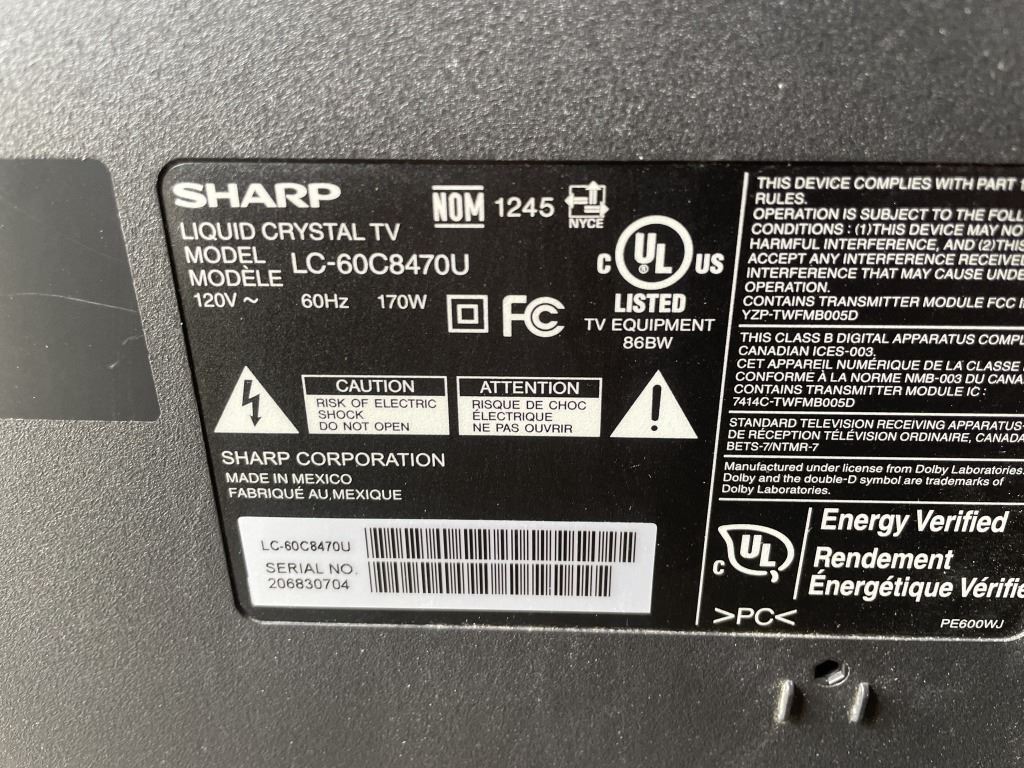 SHARP
LIQUID CRYSTAL TV
MODEL
MODÈLE LC-60C8470U
120V ~ 60Hz 170W
NOM 1245 NYCE
C UL US
LISTED
TV EQUIPMENT
86BW
FC
CAUTION
RISK OF ELECTRIC
SHOCK
DO NOT OPEN
ATTENTION
RISQUE DE CHOC
ÉLECTRIQUE
NE PAS OUVRIR
SHARP CORPORATION
MADE IN MEXICO
FABRIQUÉ AU,MEXIQUE
LC-60C8470U
SERIAL NO.
206830704
THIS DEVICE COMPLIES WITH PART
RULES.
OPERATION IS SUBJECT TO THE
CONDITIONS : (1)THIS DEVICE MAY
HARMFUL INTERFERENCE, AND (2)THIS
ACCEPT ANY INTERFERENCE
INTERFERENCE THAT MAY CAUSE
OPERATION.
CONTAINS TRANSMITTER MODULE FCC
YZP-TWFMB005D
THIS CLASS B DIGITAL APPARATUS
CANADIAN ICES-003.
CET APPAREIL NUMÉRIQUE DE LA CLASSE
CONFORME À LA NORME NMB-003 DU
CONTAINS TRANSMITTER MODULE IC :
7414C-TWFMB005D
STANDARD TELEVISION RECEIVING APPARATUS-
DE RÉCEPTION TÉLÉVISION ORDINAIRE, CANADA
BETS-7/NTMR-7
Manufactured under license from Dolby Laboratories.
Dolby and the double-D symbol are trademarks of
Dolby Laboratories.
C UL
Energy Verified
Rendement
Énergétique
>PC<
PE600WJ